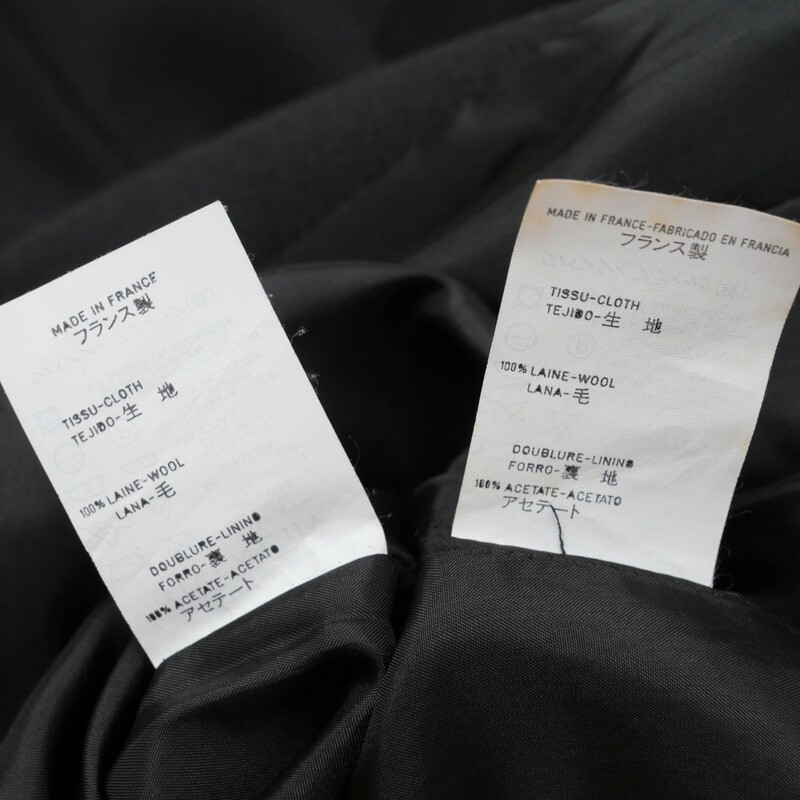 MADE IN FRANCE
フランス製
TISSU-CLOTH
TEJIDO-生 地
100% LAINE-WOOL
LANA-毛
DOUBLURE-LINING
FORRO-裏 地
100% ACETATE-ACETATO
アセテート
MADE IN FRANCE-FABRICADO EN FRANCIA
フランス製
TISSU-CLOTH
TEJIDO-生 地
100% LAINE-WOOL
LANA-毛
DOUBLURE-LINING
FORRO-裏 地
100% ACETATE-ACETATO
アセテート